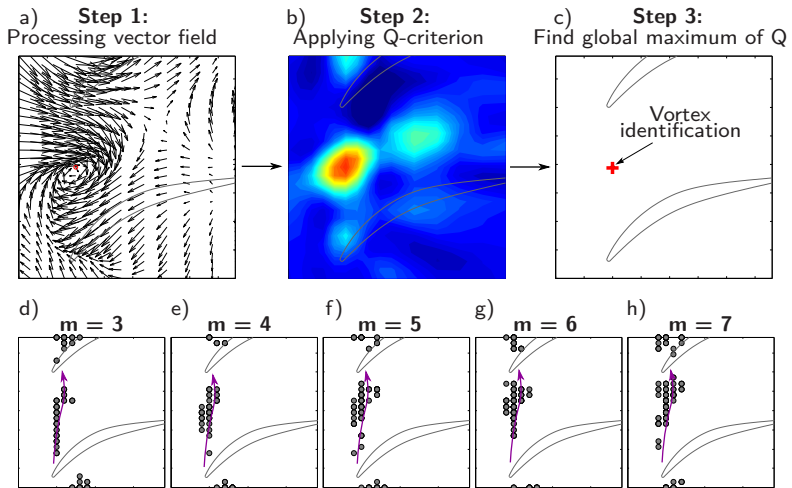 a)
Step 1:
Processing vector field
b)
Step 2:
Applying Q-criterion
c)
Step 3:
Find global maximum of Q
Vortex
identification
d)
m = 3
e)
m = 4
f)
m = 5
g)
m = 6
h)
m = 7